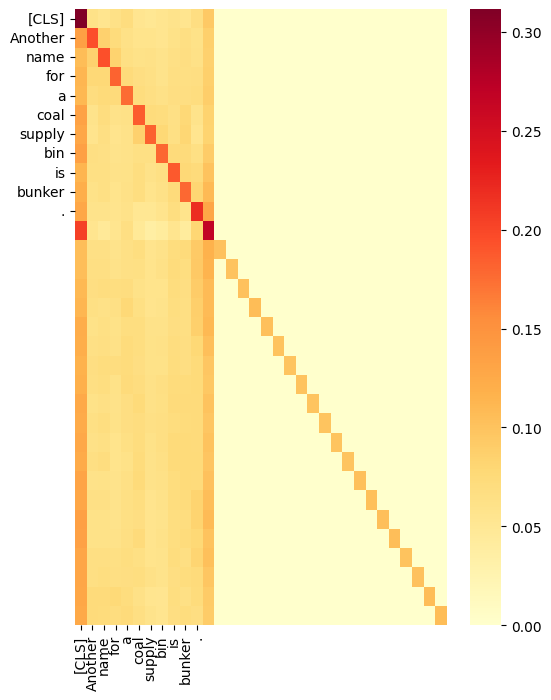 [CLS]
Another
name
for
a
coal
supply
bin
is
bunker
.
[CLS]
Another
name
for
a
coal
supply
bin
is
bunker
.
0.30
0.25
0.20
0.15
0.10
0.05
0.00